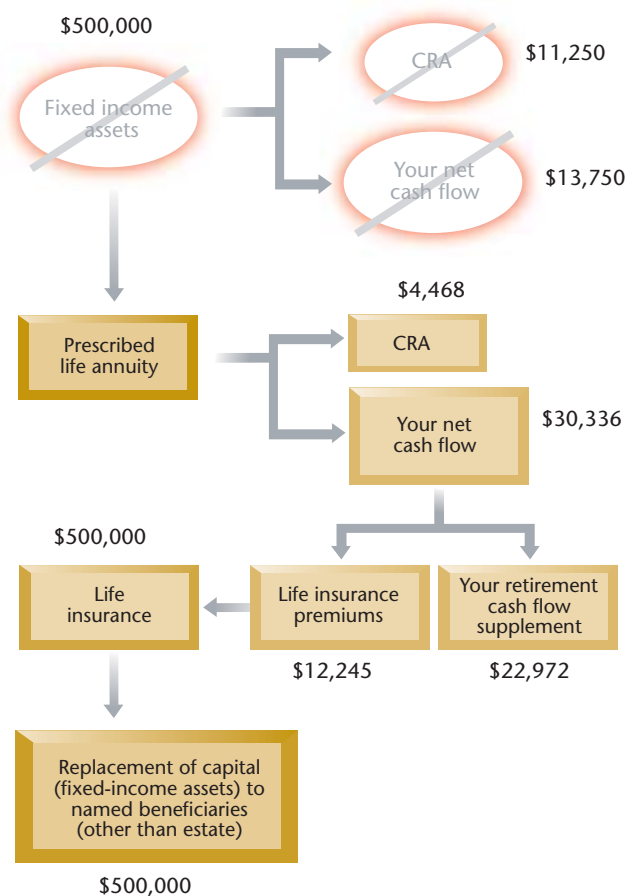 $500,000
Fixed income
assets
CRA
$11,250
Your net
cash flow
$13,750
Prescribed
life annuity
$4,468
CRA
Your net
cash flow
$30,336
$500,000
Life
insurance
Life insurance
premiums
$12,245
Your retirement
cash flow
supplement
$22,972
Replacement of capital
(fixed-income assets) to
named beneficiaries
(other than estate)
$500,000